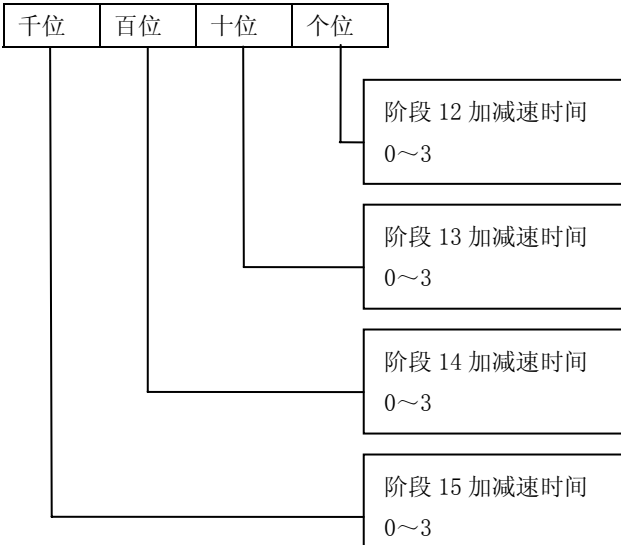 千位 百位 十位 个位
阶段 12 加减速时间
0～3
阶段 13 加减速时间
0～3
阶段 14 加减速时间
0～3
阶段 15 加减速时间
0～3